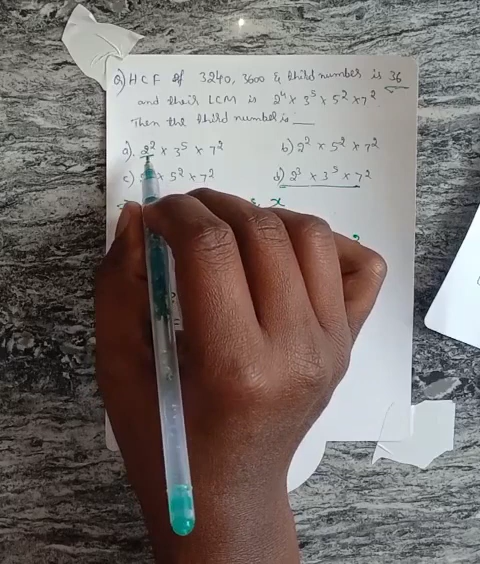 Q) HCF of 3240, 3600 & third number is 36
and their LCM is 2⁴ × 3⁵ × 5² × 7²
Then the third number is __
a). 2² × 3⁵ × 7²
b) 2² × 5² × 7²
c) × 5² × 7²
d) 2³ × 3⁵ × 7²
x